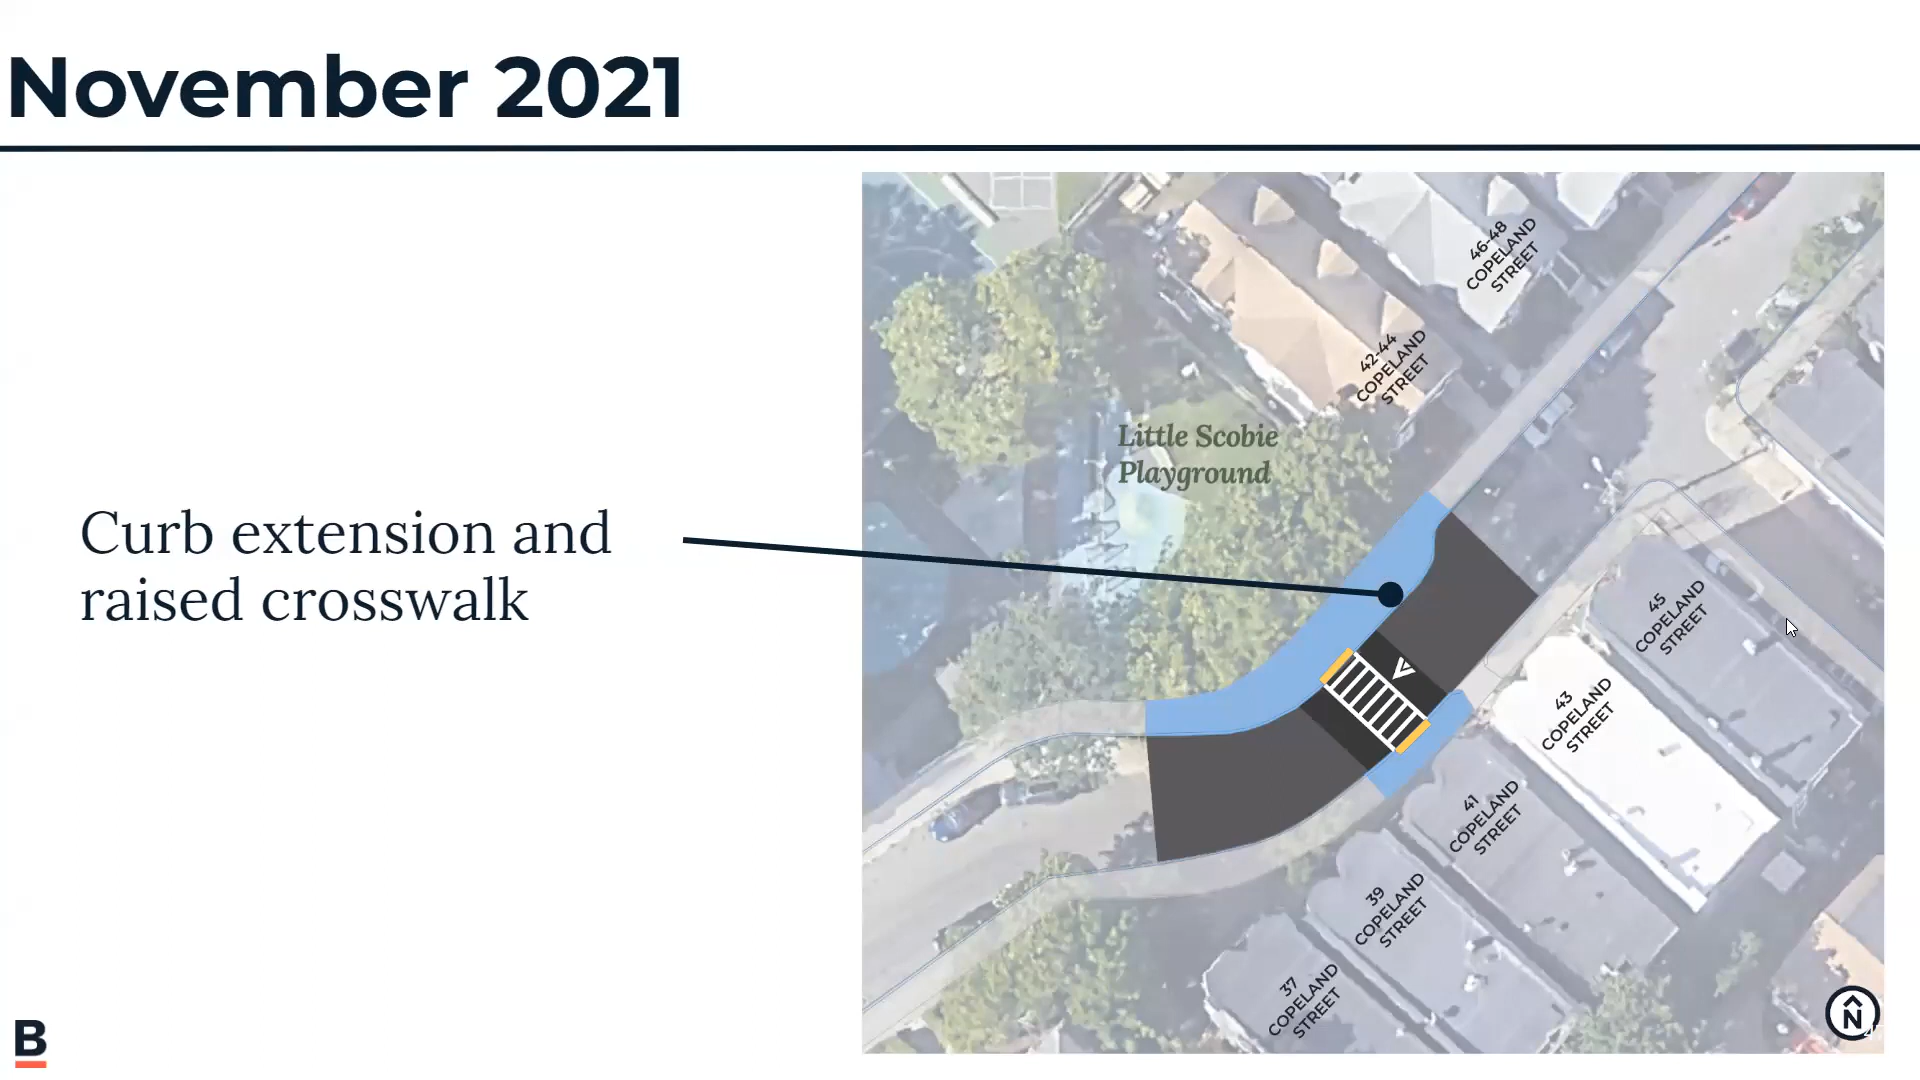 November 2021
Curb extension and
raised crosswalk
46-48
COPELAND
STREET
42-44
COPELAND
STREET
Little Scobie
Playground
45
COPELAND
STREET
43
COPELAND
STREET
41
COPELAND
STREET
39
COPELAND
STREET
37
COPELAND
STREET
B
N